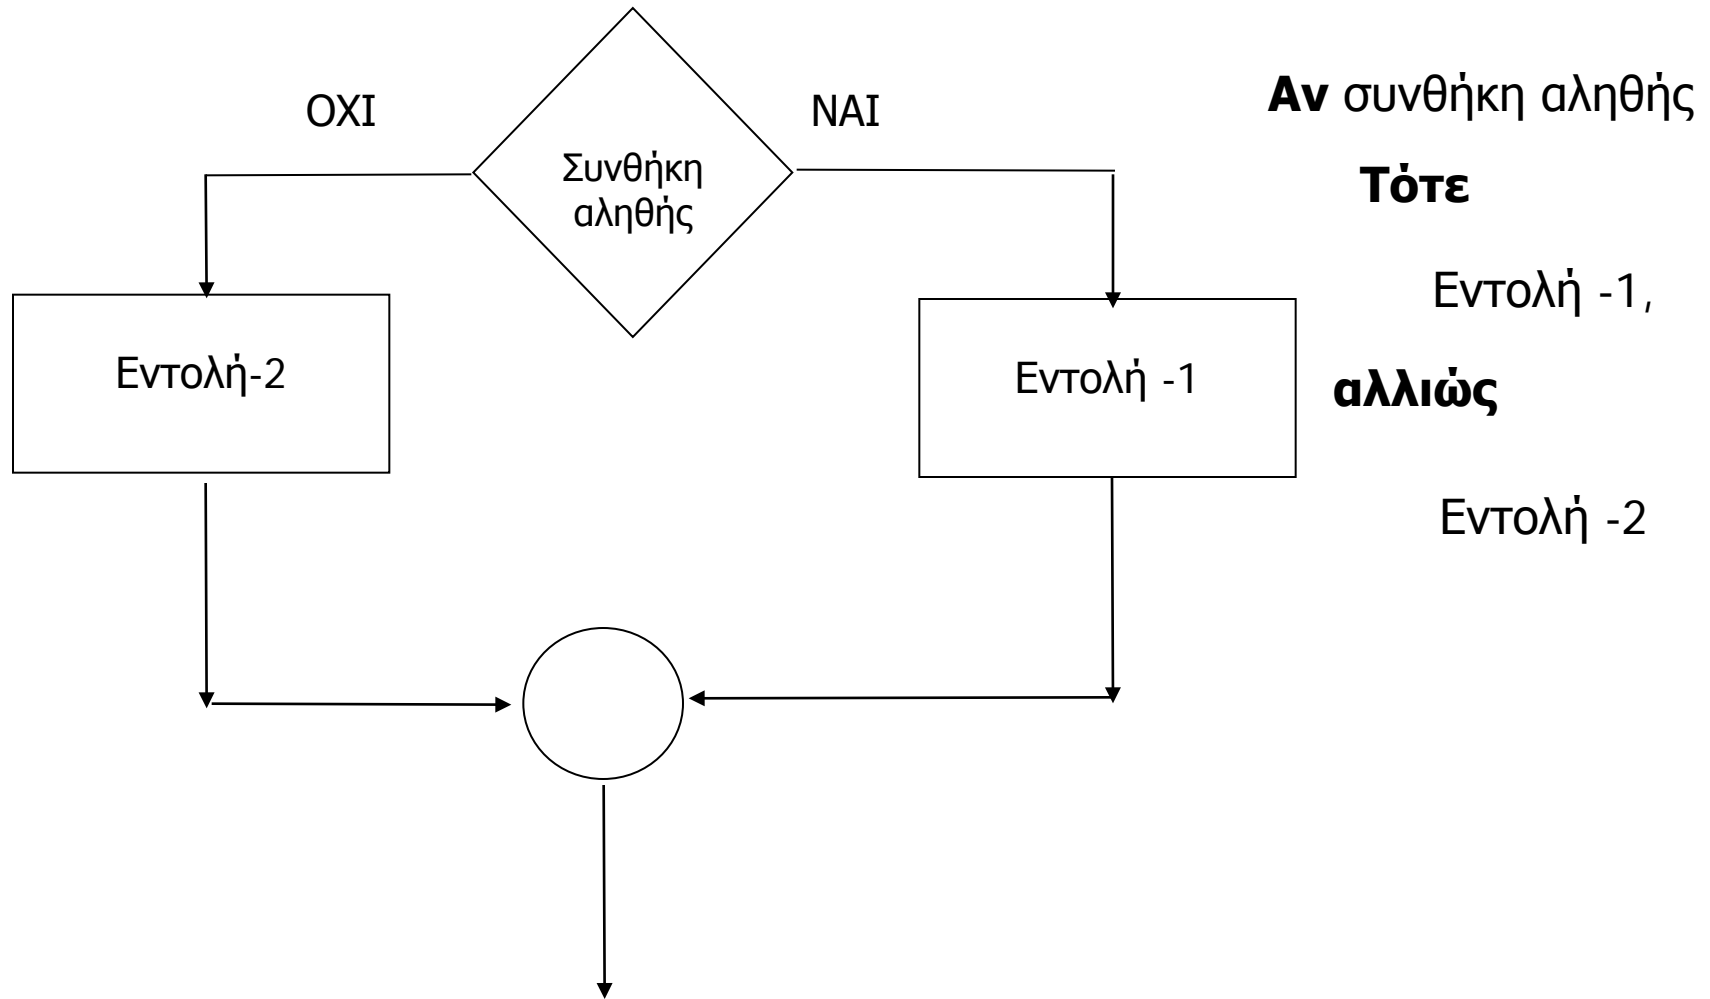 ΟΧΙ
ΝΑΙ
Συνθήκη
αληθής
Εντολή-2
Εντολή -1
Αν συνθήκη αληθής
Τότε
Εντολή -1,
αλλιώς
Εντολή -2